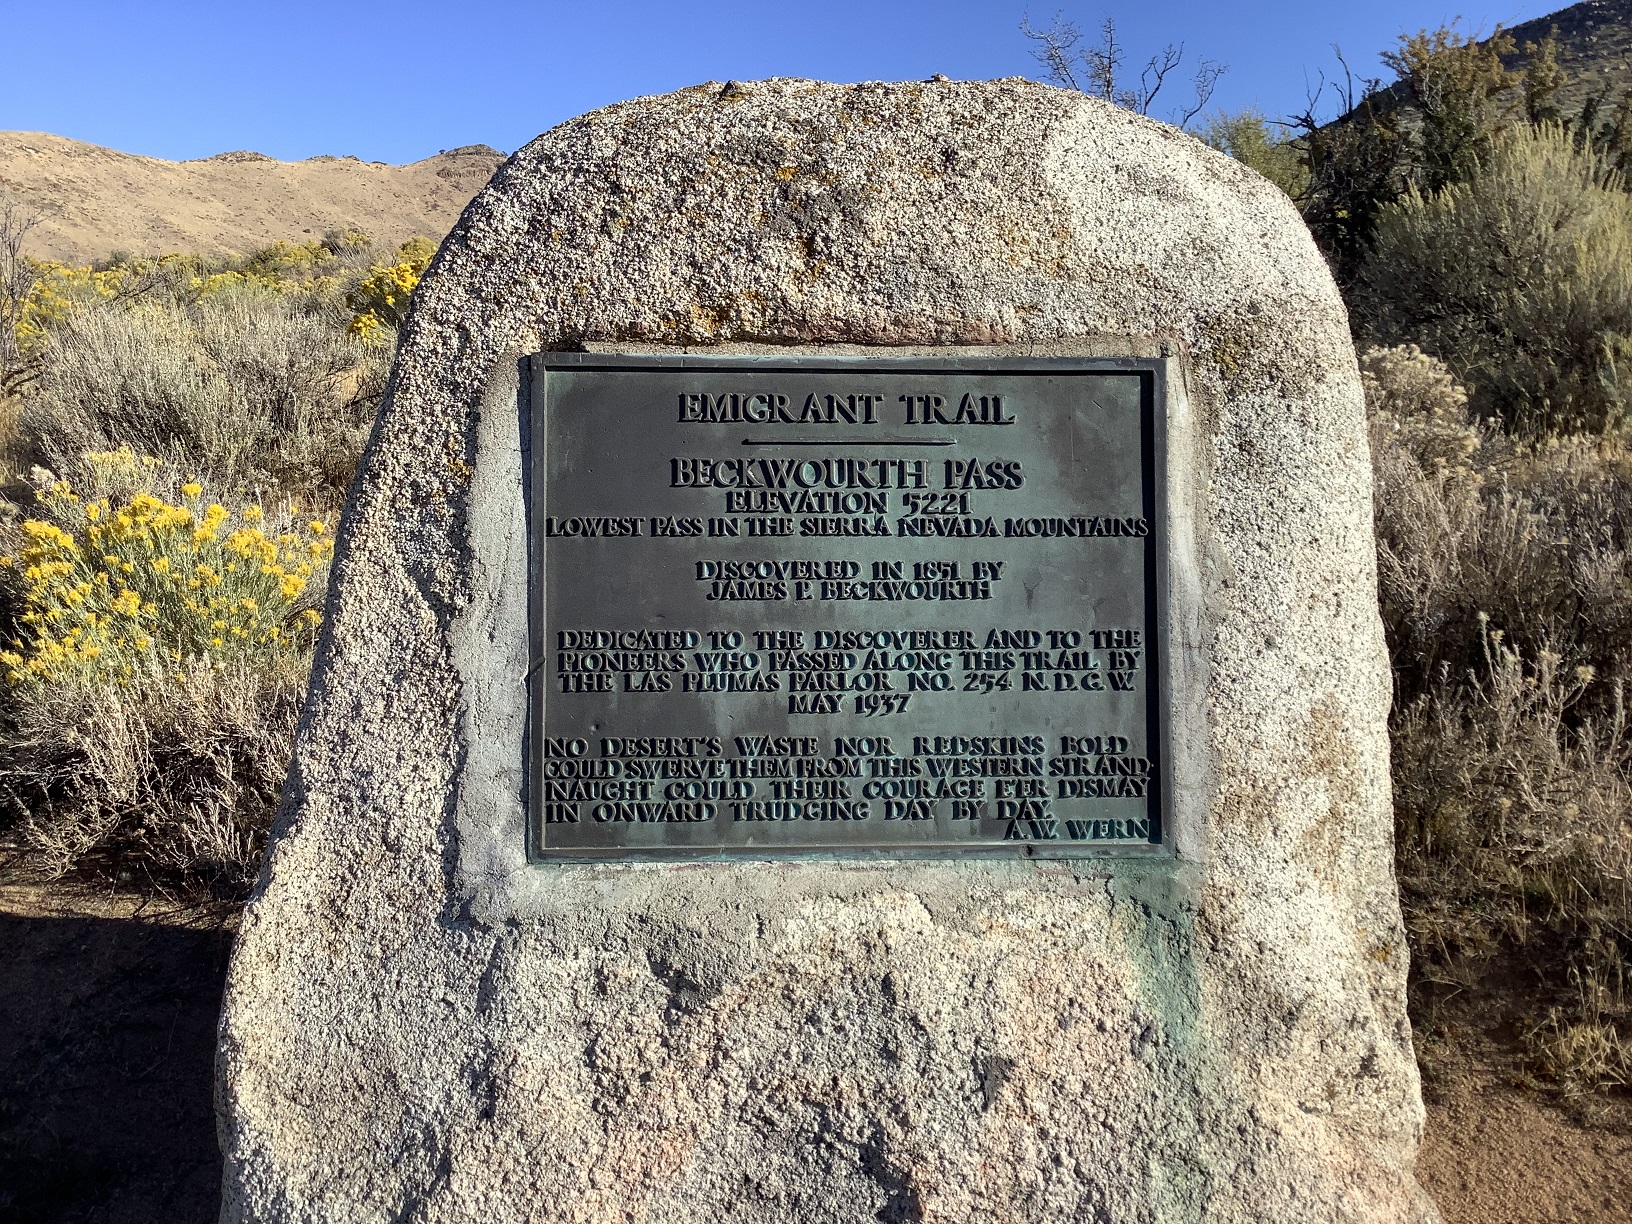 EMIGRANT TRAIL
BECKWOURTH PASS
ELEVATION 5221
LOWEST PASS IN THE SIERRA NEVADA MOUNTAINS
DISCOVERED IN 1851 BY
JAMES P. BECKWOURTH
DEDICATED TO THE DISCOVERER AND TO THE
PIONEERS WHO PASSED ALONG THIS TRAIL BY
THE LAS PLUMAS PARLOR NO. 254 N.D.G.W.
MAY 1937
NO DESERT'S WASTE NOR REDSKINS BOLD
COULD SWERVE THEM FROM THIS WESTERN STRAND
NAUGHT COULD THEIR COURAGE E'ER DISMAY
IN ONWARD TRUDGING DAY BY DAY.
A.W. WERN